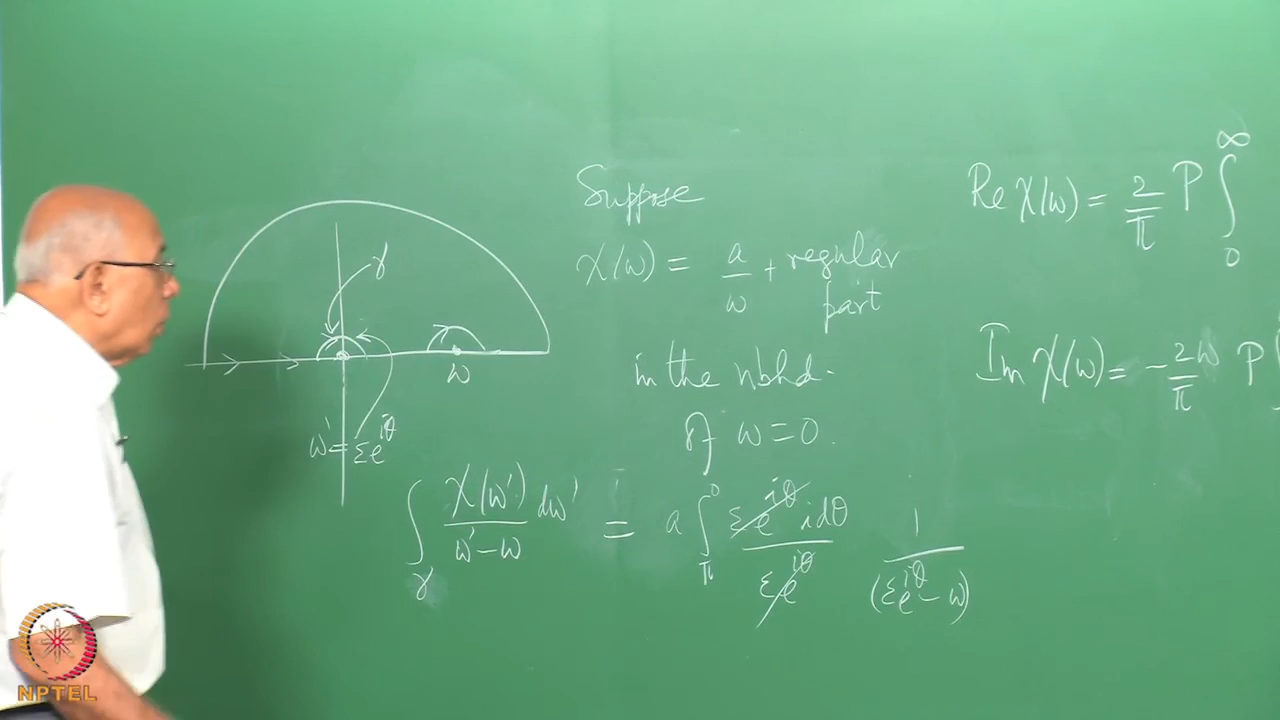 γ
ω
ω' = εe^{iθ}
Suppose
χ(ω) = a/ω + regular part
in the nbhd.
of ω = 0.
∫_γ χ(ω')/(ω' − ω) dω' = a ∫_π^0 εe^{iθ} i dθ / εe^{iθ} 1/(εe^{iθ} − ω)
Re χ(ω) = 2/π P ∫_0^∞
Im χ(ω) = −2ω/π P
NPTEL